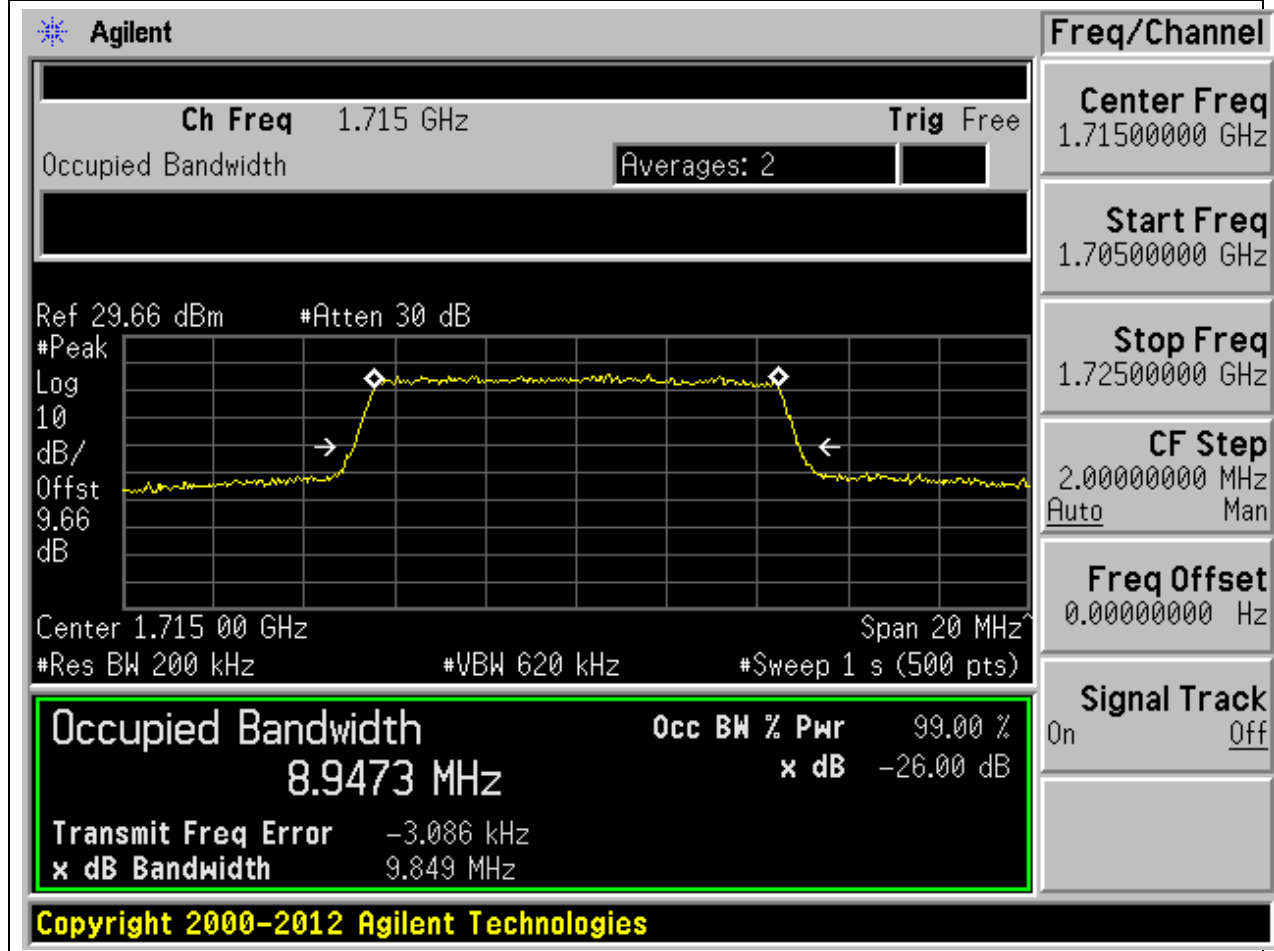 Agilent
Freq/Channel
Ch Freq 1.715 GHz Trig Free
Occupied Bandwidth Averages: 2
Center Freq
1.71500000 GHz
Start Freq
1.70500000 GHz
Stop Freq
1.72500000 GHz
CF Step
2.00000000 MHz
Auto Man
Freq Offset
0.00000000 Hz
Signal Track
On Off
Ref 29.66 dBm #Atten 30 dB
#Peak
Log
10
dB/
Offst
9.66
dB
Center 1.715 00 GHz Span 20 MHz^
#Res BW 200 kHz #VBW 620 kHz #Sweep 1 s (500 pts)
Occupied Bandwidth Occ BW % Pwr 99.00 %
8.9473 MHz x dB -26.00 dB
Transmit Freq Error -3.086 kHz
x dB Bandwidth 9.849 MHz
Copyright 2000-2012 Agilent Technologies